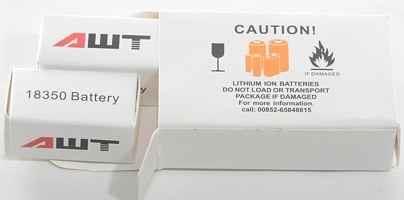 AWT
18350 Battery
AWT
CAUTION!
IF DAMAGED
LITHIUM ION BATTERIES
DO NOT LOAD OR TRANSPORT
PACKAGE IF DAMAGED
For more information.
call: 00852-65848815